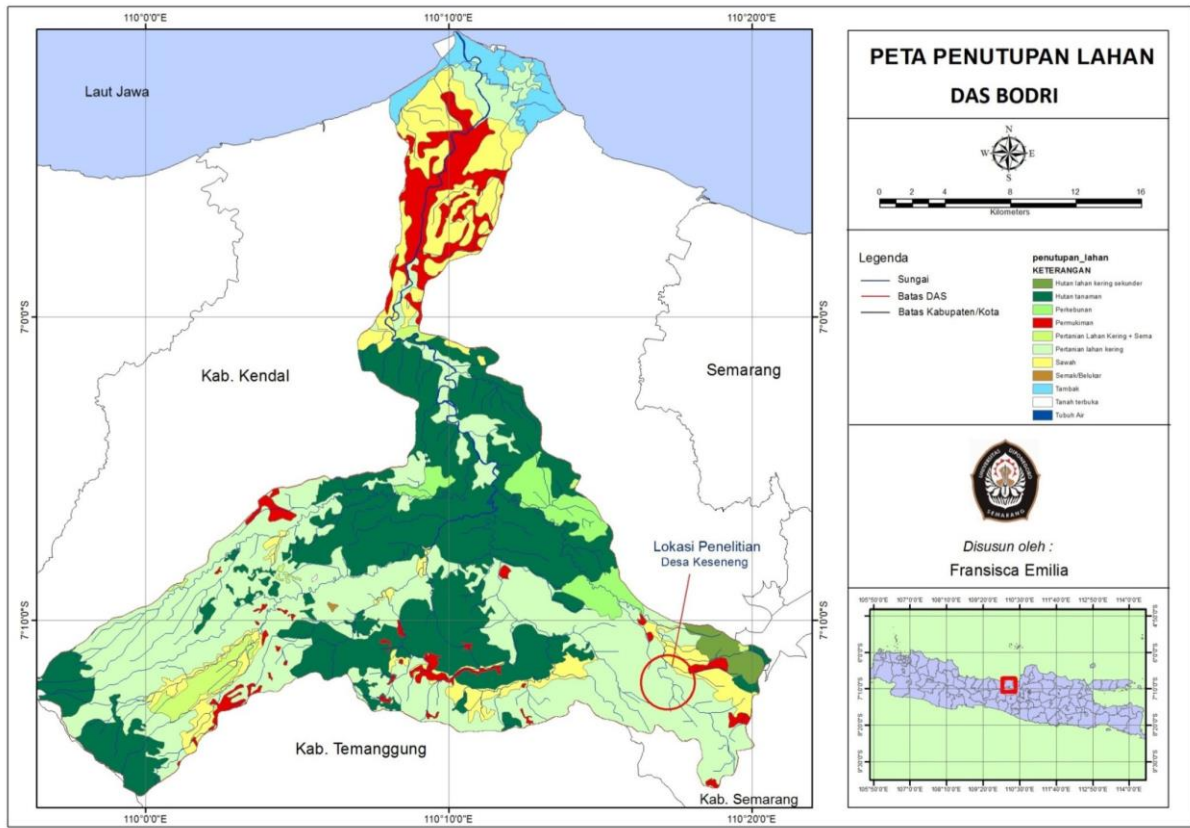 110°0'0"E
110°10'0"E
110°20'0"E
Laut Jawa
7°0'0"S
7°0'0"S
Kab. Kendal
Semarang
Lokasi Penelitian
Desa Keseneng
7°10'0"S
7°10'0"S
Kab. Temanggung
Kab. Semarang
110°0'0"E
110°10'0"E
110°20'0"E
PETA PENUTUPAN LAHAN
DAS BODRI
N
W E
S
0 2 4 8 12 16
Kilometers
Legenda
Sungai
Batas DAS
Batas Kabupaten/Kota
penutupan_lahan
KETERANGAN
Hutan lahan kering sekunder
Hutan tanaman
Perkebunan
Permukiman
Pertanian Lahan Kering + Sema
Pertanian lahan kering
Sawah
Semak/Belukar
Tambak
Tanah terbuka
Tubuh Air
UNIVERSITAS DIPONEGORO
SEMARANG
Disusun oleh :
Fransisca Emilia